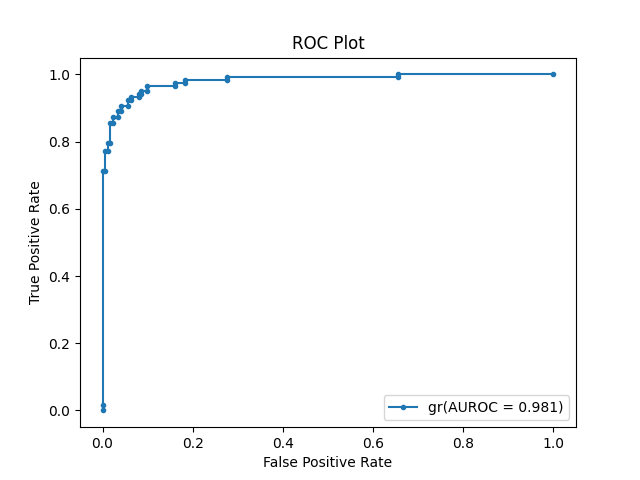 ROC Plot
1.0
0.8
0.6
0.4
0.2
0.0
True Positive Rate
gr(AUROC = 0.981)
0.0 0.2 0.4 0.6 0.8 1.0
False Positive Rate